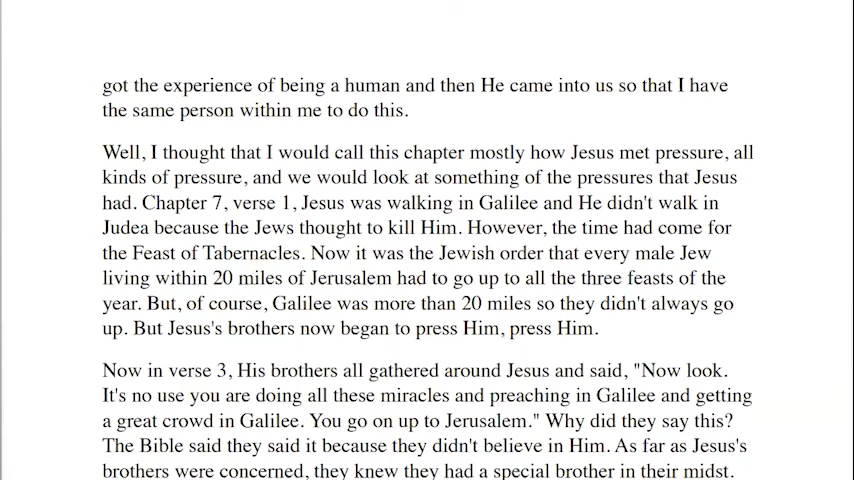 got the experience of being a human and then He came into us so that I have
the same person within me to do this.
Well, I thought that I would call this chapter mostly how Jesus met pressure, all
kinds of pressure, and we would look at something of the pressures that Jesus
had. Chapter 7, verse 1, Jesus was walking in Galilee and He didn't walk in
Judea because the Jews thought to kill Him. However, the time had come for
the Feast of Tabernacles. Now it was the Jewish order that every male Jew
living within 20 miles of Jerusalem had to go up to all the three feasts of the
year. But, of course, Galilee was more than 20 miles so they didn't always go
up. But Jesus's brothers now began to press Him, press Him.
Now in verse 3, His brothers all gathered around Jesus and said, "Now look.
It's no use you are doing all these miracles and preaching in Galilee and getting
a great crowd in Galilee. You go on up to Jerusalem." Why did they say this?
The Bible said they said it because they didn't believe in Him. As far as Jesus's
brothers were concerned, they knew they had a special brother in their midst.